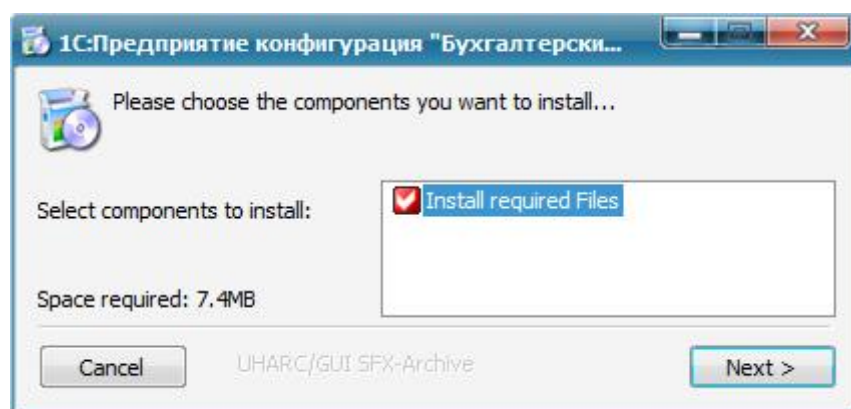 1С:Предприятие конфигурация "Бухгалтерски...
Please choose the components you want to install...
Select components to install:
Install required Files
Space required: 7.4MB
Cancel
UHARC/GUI SFX-Archive
Next >